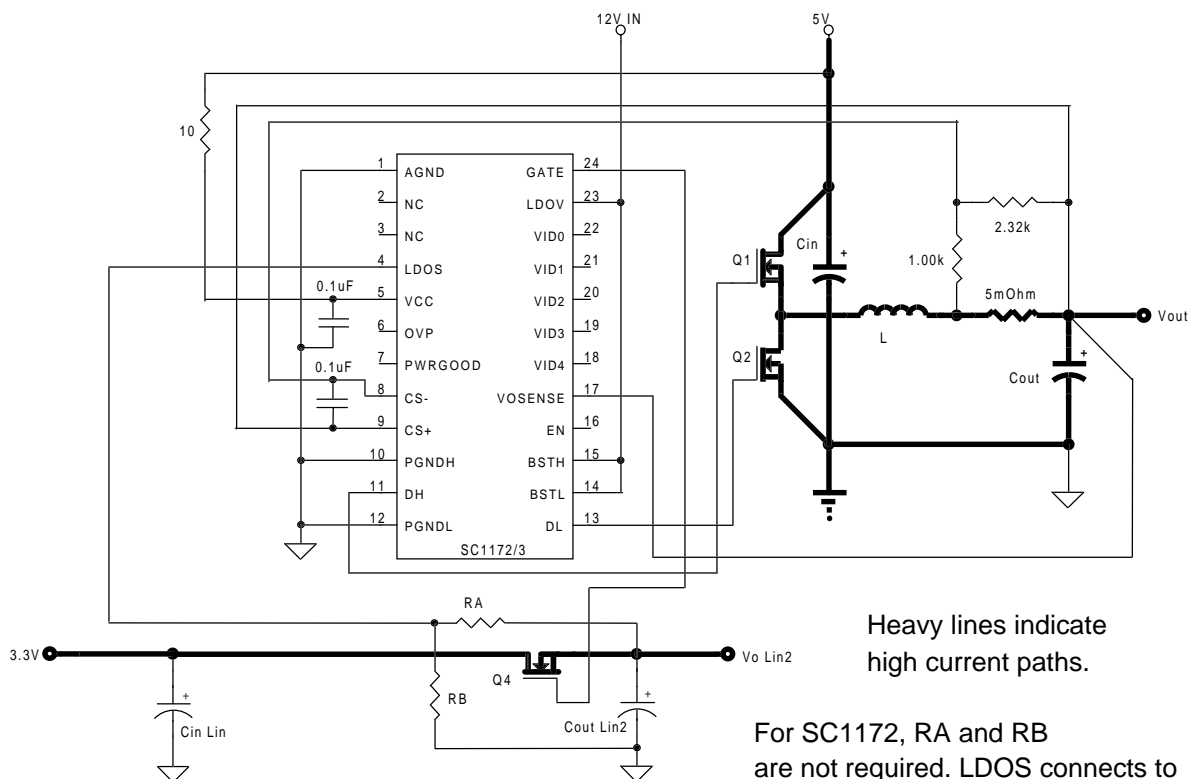 12V IN
5V
10
1 AGND
GATE 24
2 NC
LDOV 23
3 NC
VID0 22
4 LDOS
VID1 21
5 VCC
VID2 20
6 OVP
VID3 19
7 PWRGOOD
VID4 18
8 CS-
VOSENSE 17
9 CS+
EN 16
10 PGNDH
BSTH 15
11 DH
BSTL 14
12 PGNDL
DL 13
SC1172/3
0.1uF
0.1uF
Q1
Cin
+
2.32k
1.00k
5mOhm
Vout
L
Q2
+
Cout
RA
3.3V
Vo Lin2
Q4
RB
+
Cin Lin
+
Cout Lin2
Heavy lines indicate
high current paths.
For SC1172, RA and RB
are not required. LDOS connects to